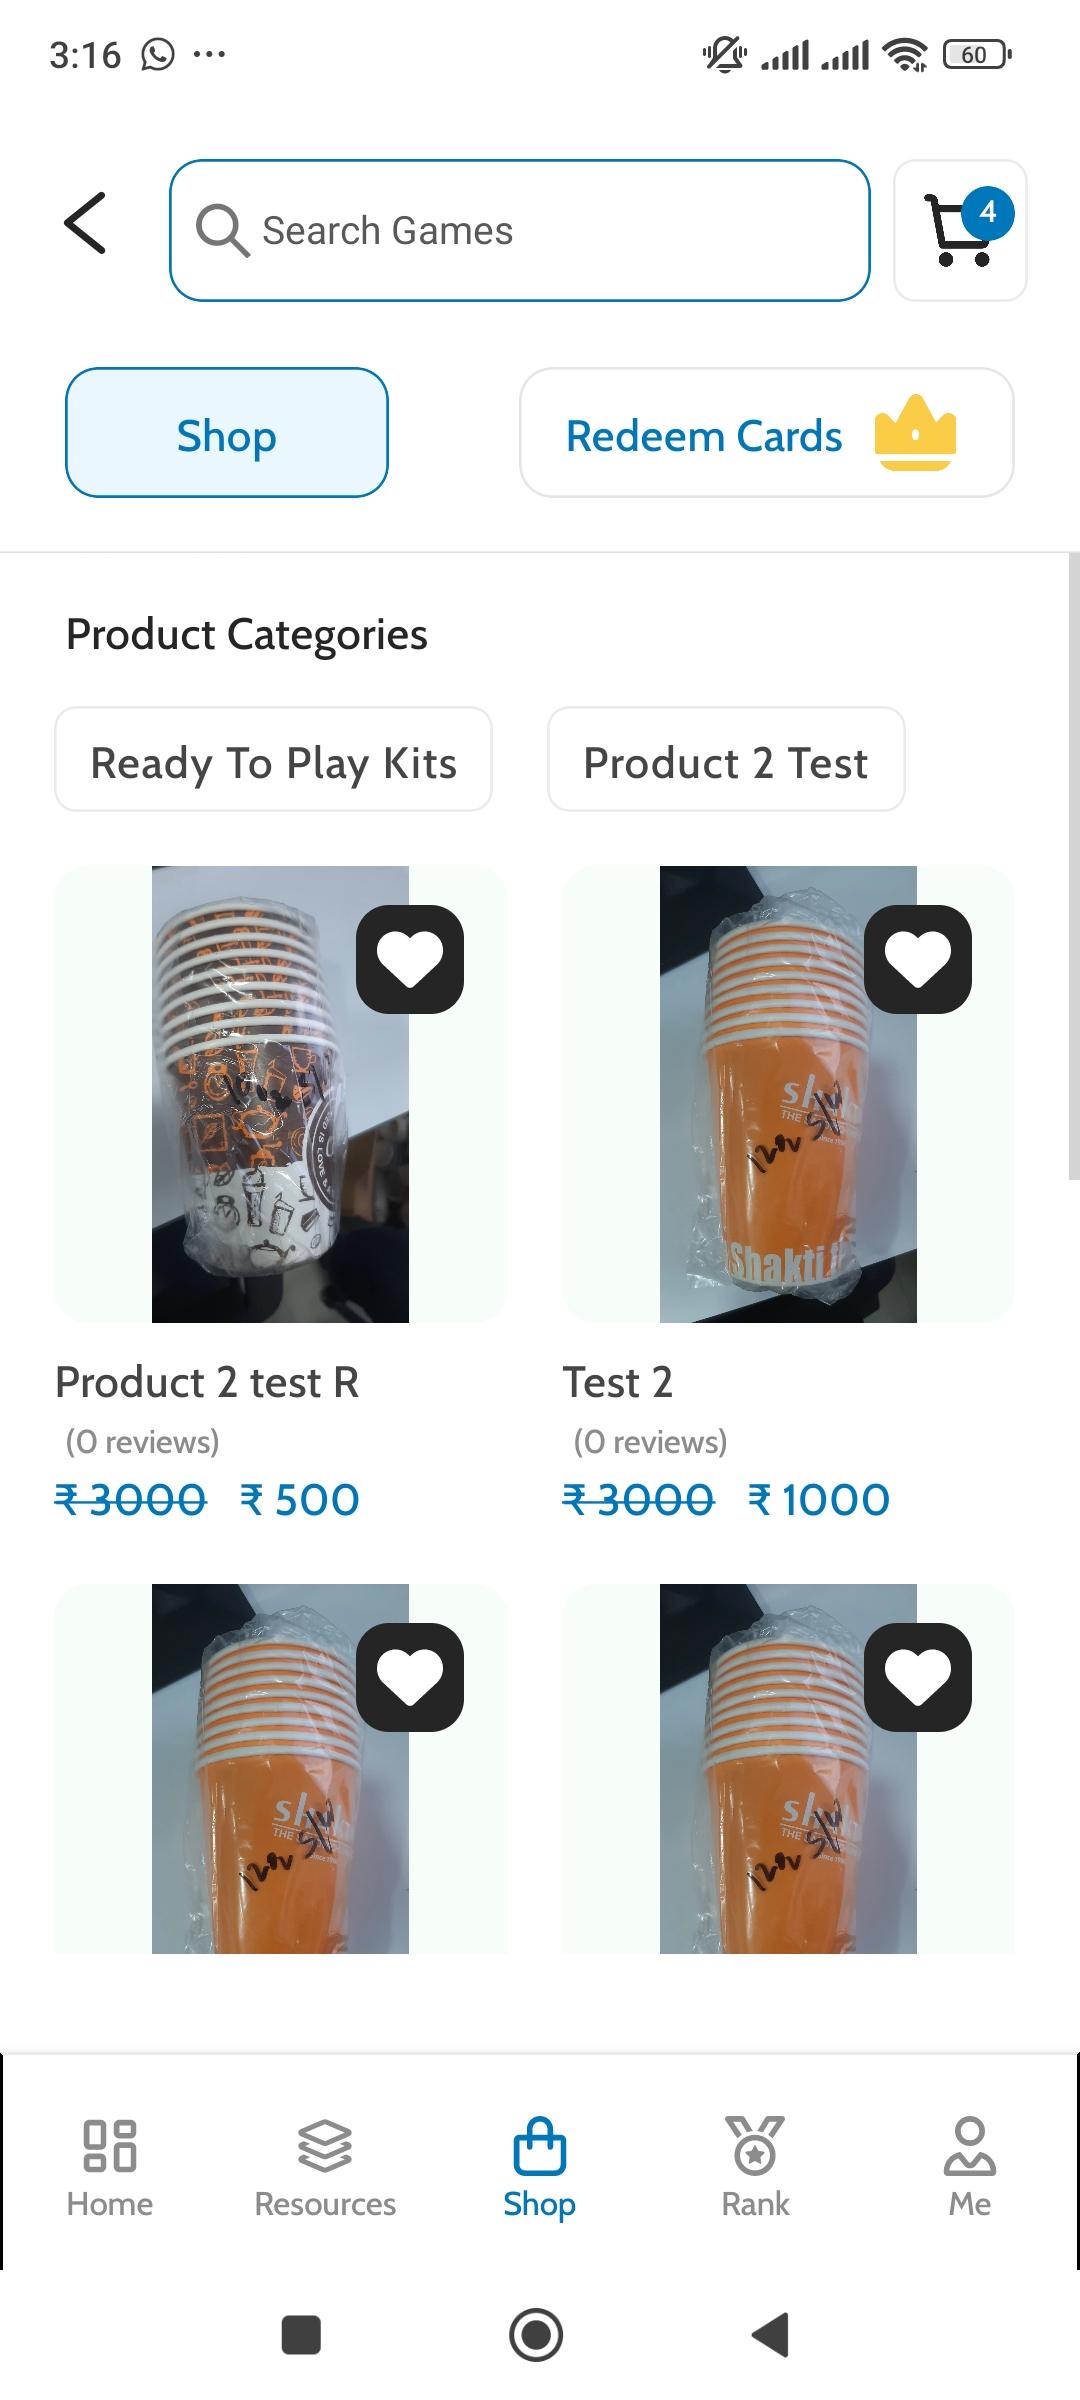 3:16 ...
60
Search Games
4
Shop
Redeem Cards
Product Categories
Ready To Play Kits
Product 2 Test
Shakti
Product 2 test R
Test 2
(0 reviews)
(0 reviews)
₹ 3000 ₹ 500
₹ 3000 ₹ 1000
Home
Resources
Shop
Rank
Me